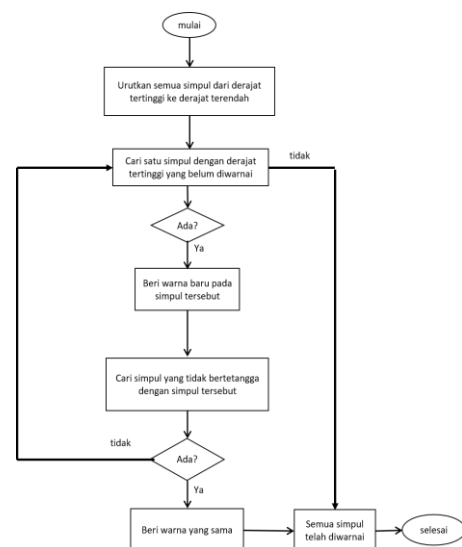 mulai
Urutkan semua simpul dari derajat
tertinggi ke derajat terendah
Cari satu simpul dengan derajat
tertinggi yang belum diwarnai
tidak
Ada?
Ya
Beri warna baru pada
simpul tersebut
Cari simpul yang tidak bertetangga
dengan simpul tersebut
tidak
Ada?
Ya
Beri warna yang sama
Semua simpul
telah diwarnai
selesai